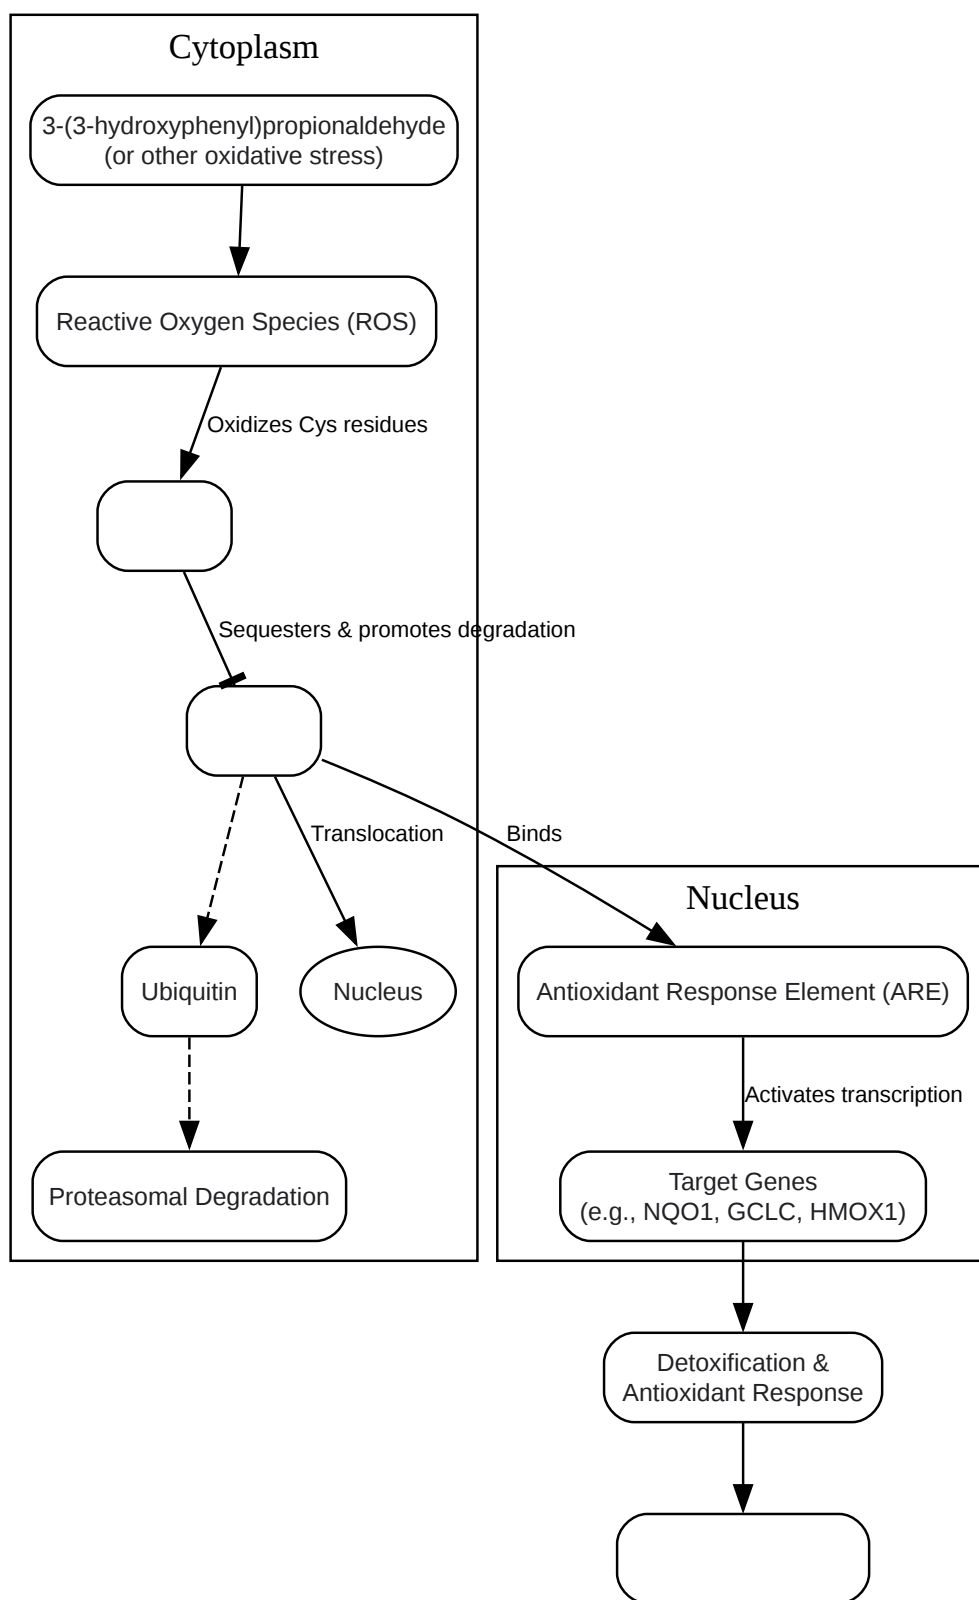 Cytoplasm
3-(3-hydroxyphenyl)propionaldehyde
(or other oxidative stress)
Reactive Oxygen Species (ROS)
Oxidizes Cys residues
Sequesters & promotes degradation
Translocation
Binds
Nucleus
Ubiquitin
Nucleus
Antioxidant Response Element (ARE)
Activates transcription
Proteasomal Degradation
Target Genes
(e.g., NQO1, GCLC, HMOX1)
Detoxification &
Antioxidant Response